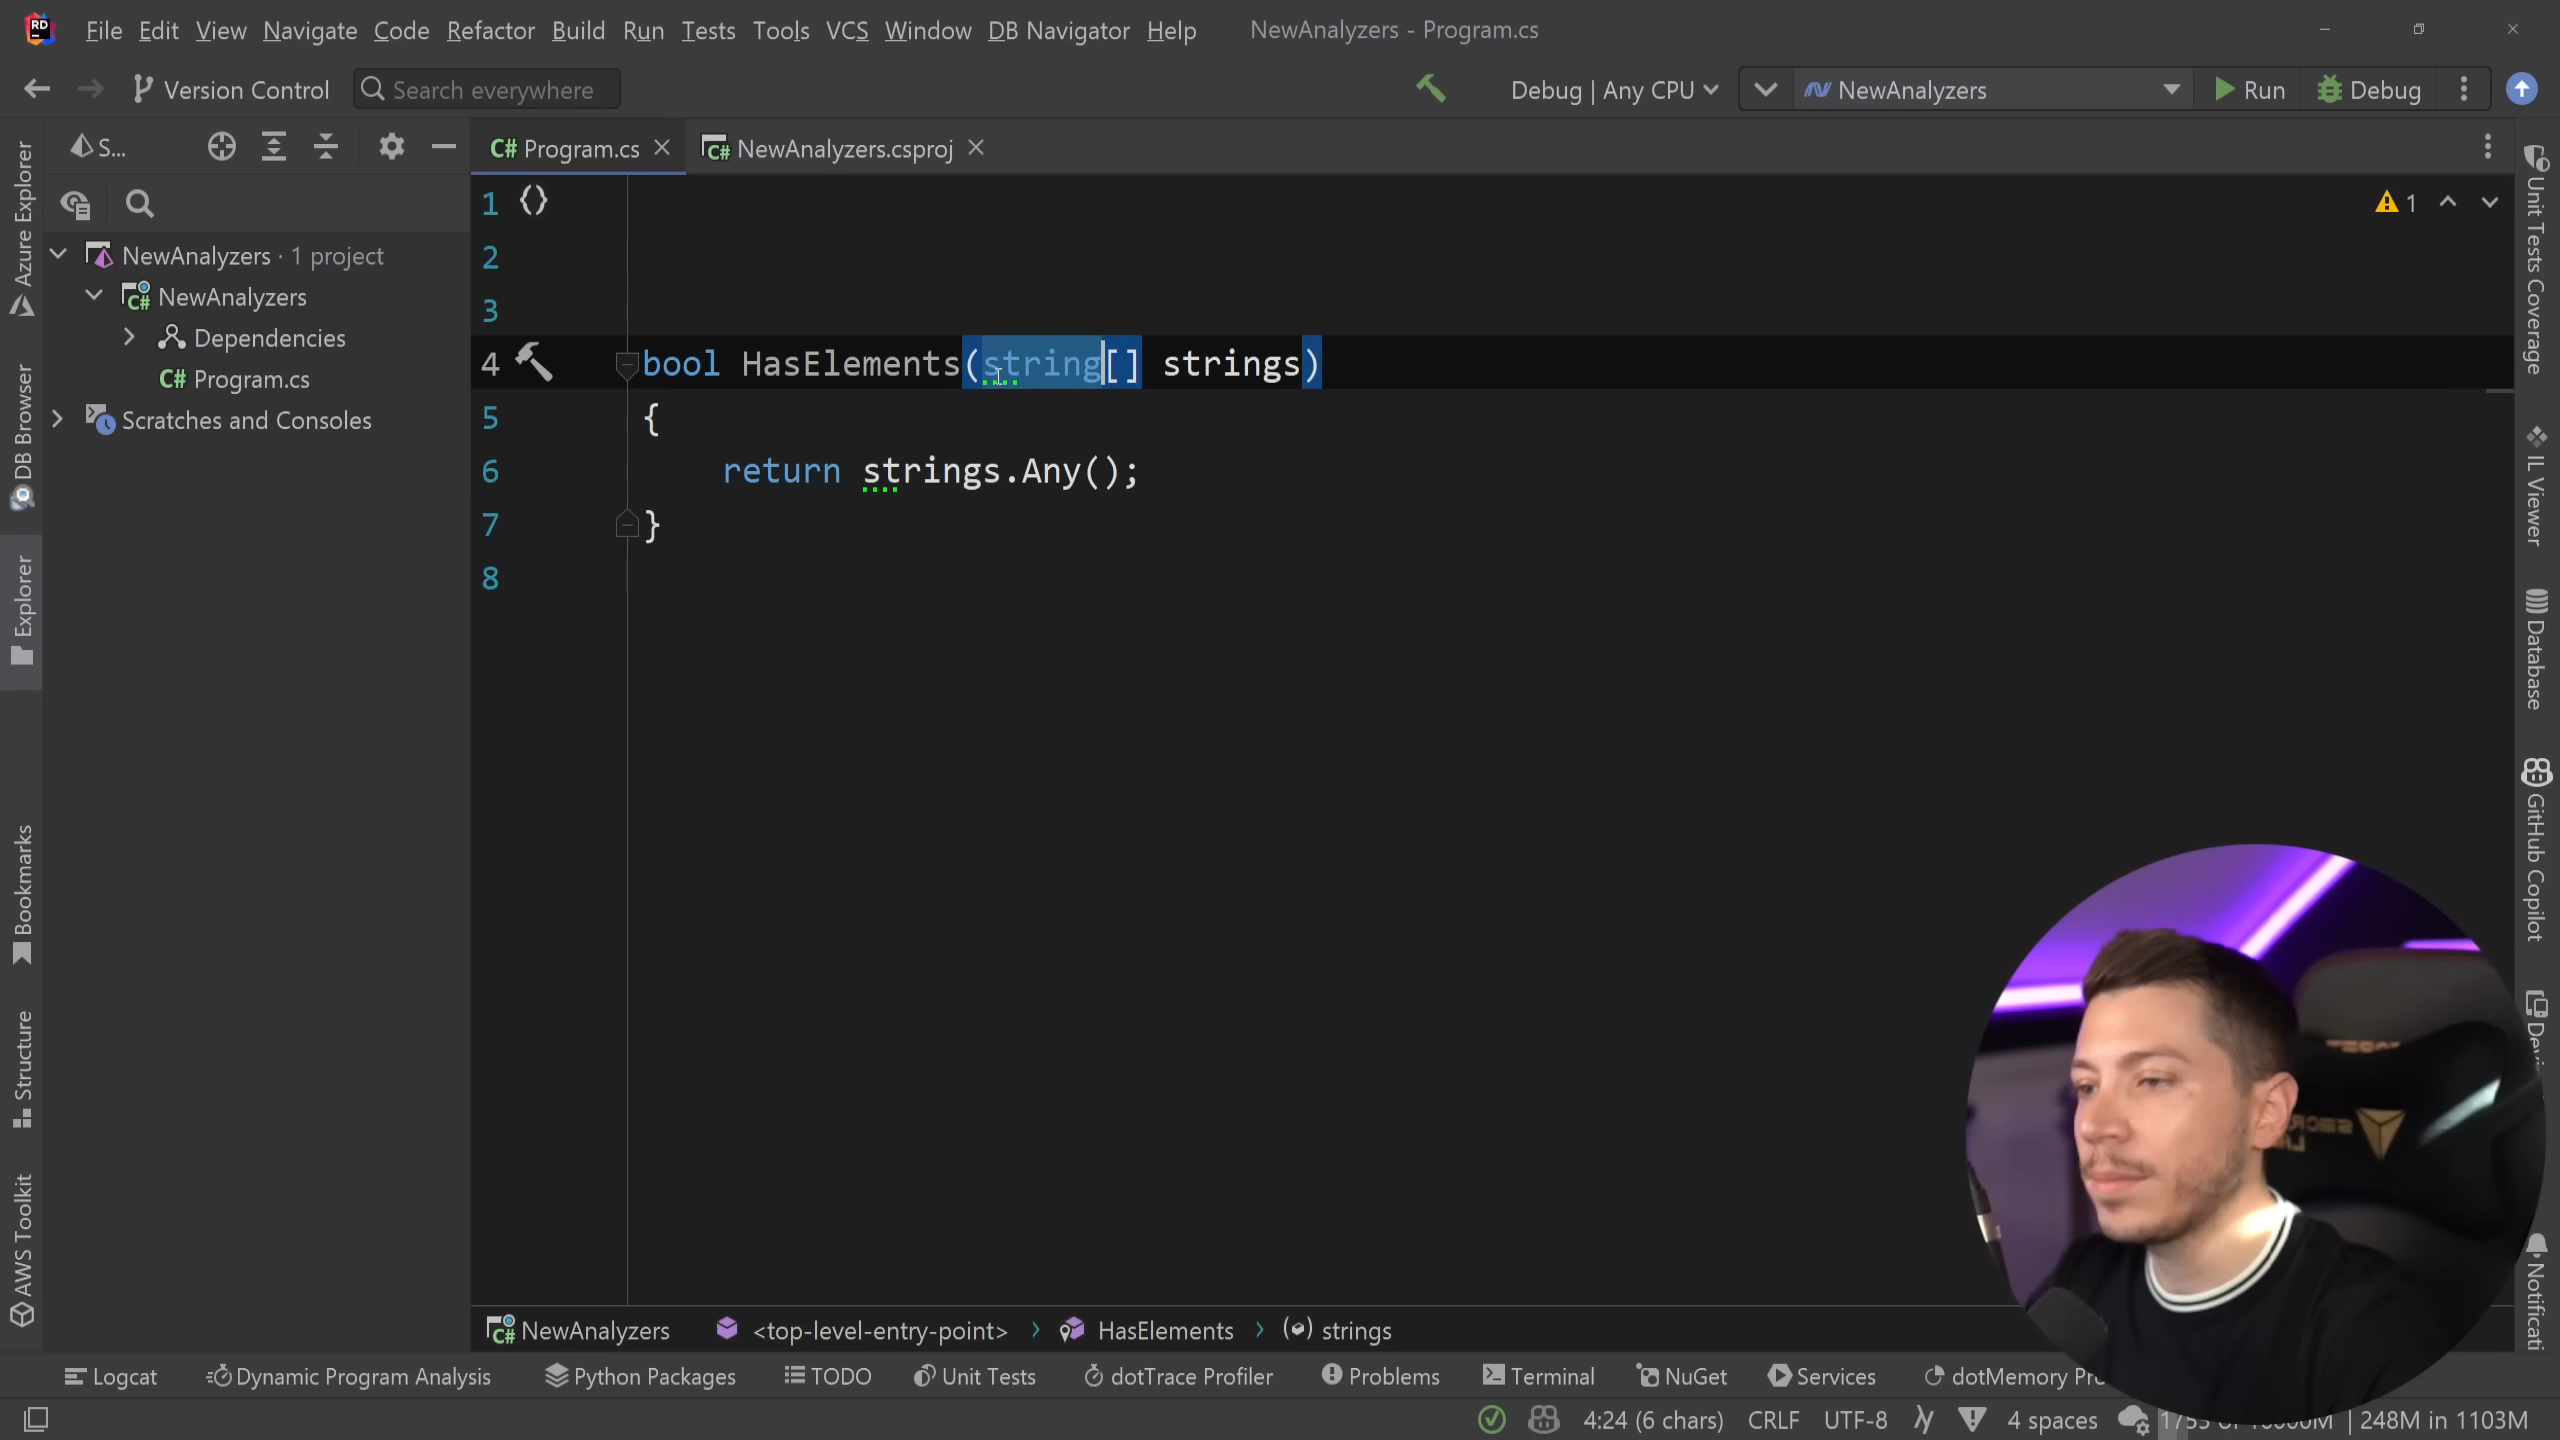 RD
File Edit View Navigate Code Refactor Build Run Tests Tools VCS Window DB Navigator Help NewAnalyzers - Program.cs
Version Control Search everywhere Debug | Any CPU NewAnalyzers Run Debug
S...
C# Program.cs
C# NewAnalyzers.csproj
NewAnalyzers · 1 project
C# NewAnalyzers
Dependencies
C# Program.cs
Scratches and Consoles
Azure Explorer
DB Browser
Explorer
Bookmarks
Structure
AWS Toolkit
1 {}
2
3
4 bool HasElements(string[] strings)
5 {
6 return strings.Any();
7 }
8
1
Unit Tests Coverage
IL Viewer
Database
GitHub Copilot
Notificati
C# NewAnalyzers <top-level-entry-point> HasElements strings
Logcat Dynamic Program Analysis Python Packages TODO Unit Tests dotTrace Profiler Problems Terminal NuGet Services dotMemory Pro
4:24 (6 chars) CRLF UTF-8 4 spaces 248M in 1103M